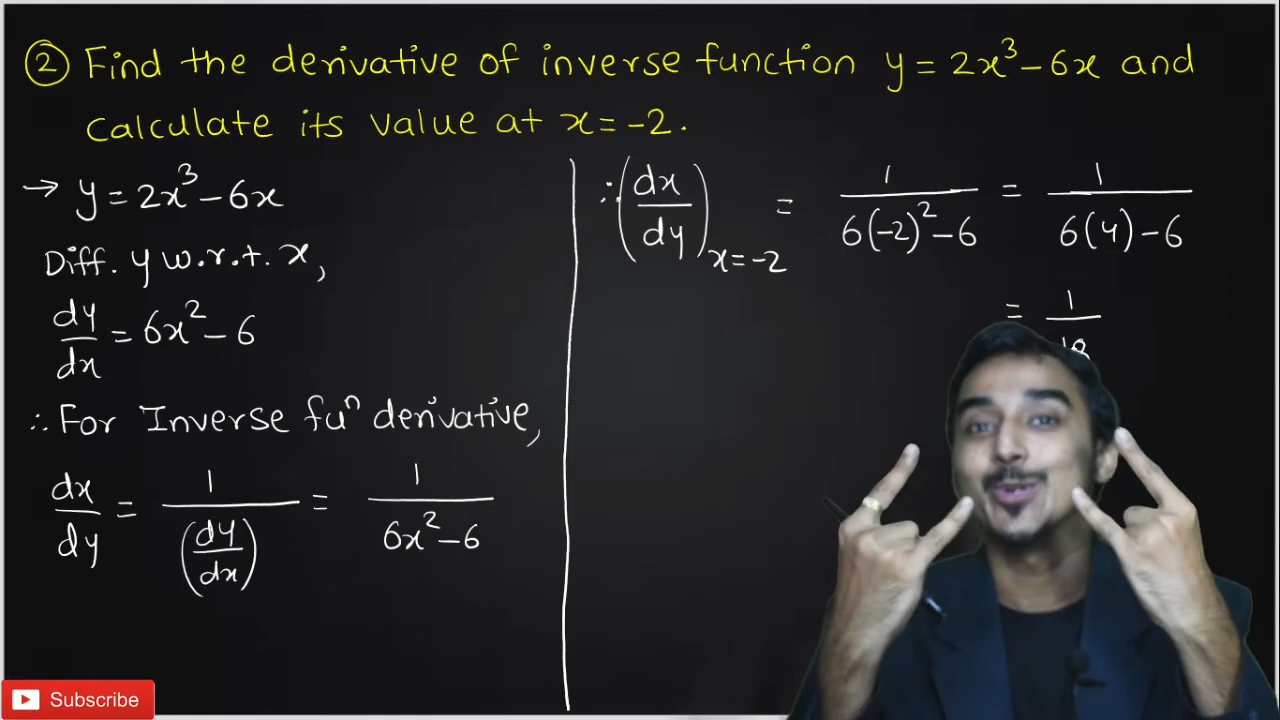 ② Find the derivative of inverse function y = 2x³ - 6x and
calculate its value at x = -2.
→ y = 2x³ - 6x
Diff. y w.r.t. x,
dy/dx = 6x² - 6
∴ For Inverse fuⁿ derivative,
dx/dy = 1/(dy/dx) = 1/(6x² - 6)
∴ (dx/dy)ₓ₌₋₂ = 1/(6(-2)² - 6) = 1/(6(4) - 6)
= 1/18
Subscribe